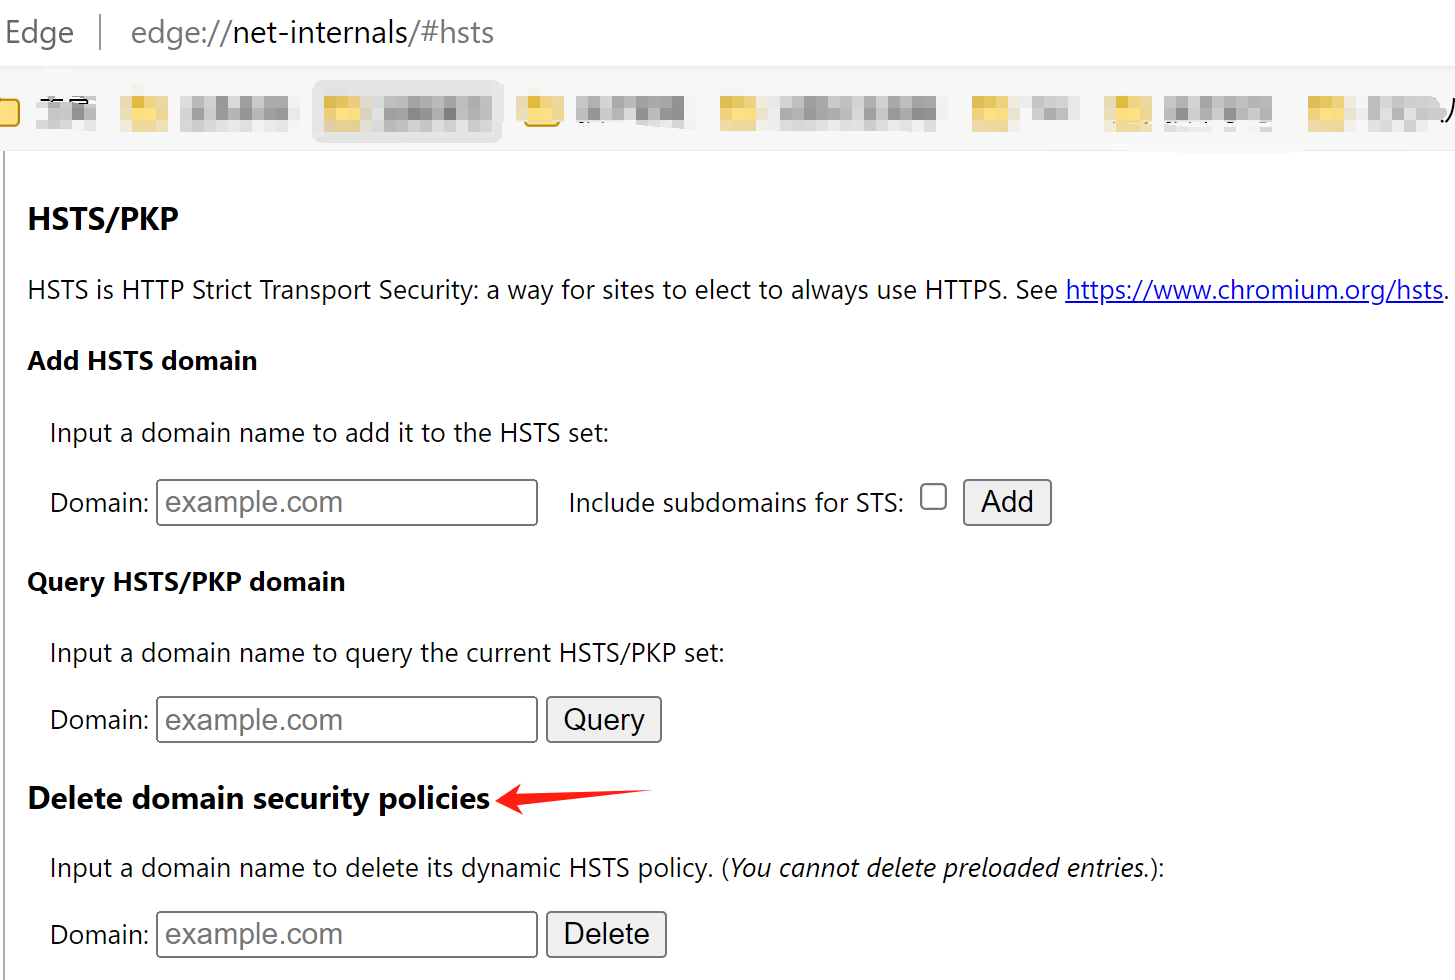 Edge
edge://net-internals/#hsts
HSTS/PKP
HSTS is HTTP Strict Transport Security: a way for sites to elect to always use HTTPS. See https://www.chromium.org/hsts.
Add HSTS domain
Input a domain name to add it to the HSTS set:
Domain: example.com Include subdomains for STS: Add
Query HSTS/PKP domain
Input a domain name to query the current HSTS/PKP set:
Domain: example.com Query
Delete domain security policies
Input a domain name to delete its dynamic HSTS policy. (You cannot delete preloaded entries.):
Domain: example.com Delete